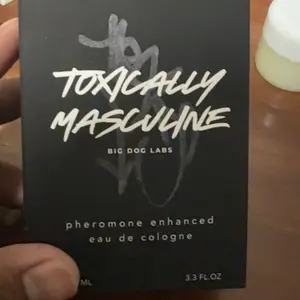 TOXICALLY
MASCULINE
BIG DOG LABS
pheromone enhanced
eau de cologne
ML 3.3 FL.OZ